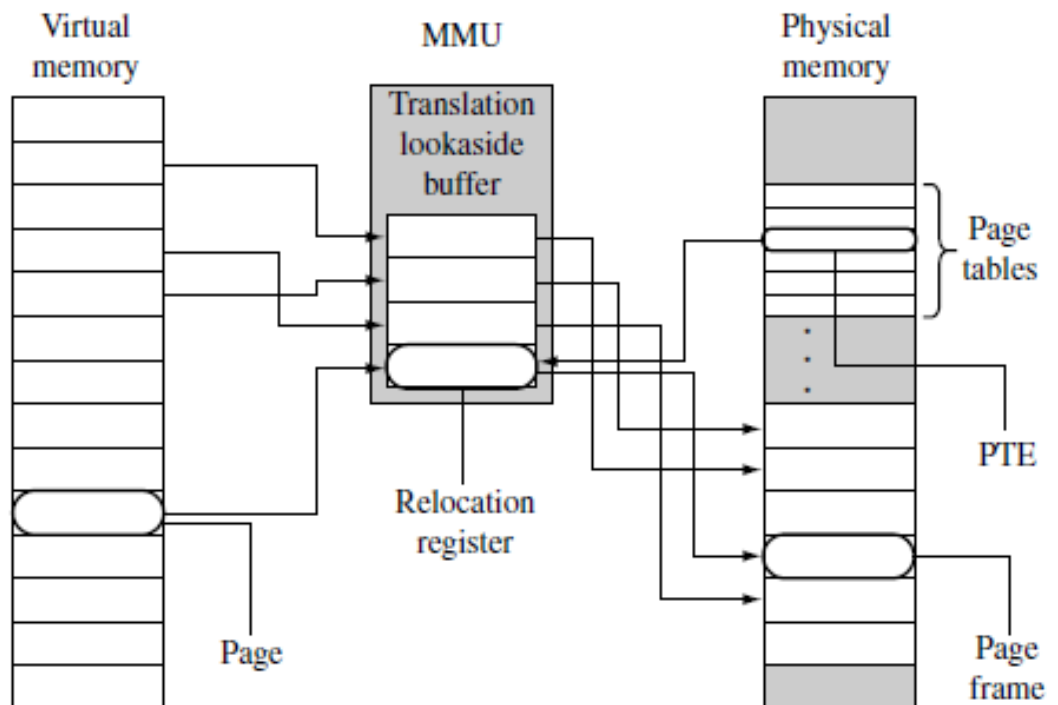 Virtual
memory
MMU
Physical
memory
Translation
lookaside
buffer
Page
tables
PTE
Relocation
register
Page
Page
frame